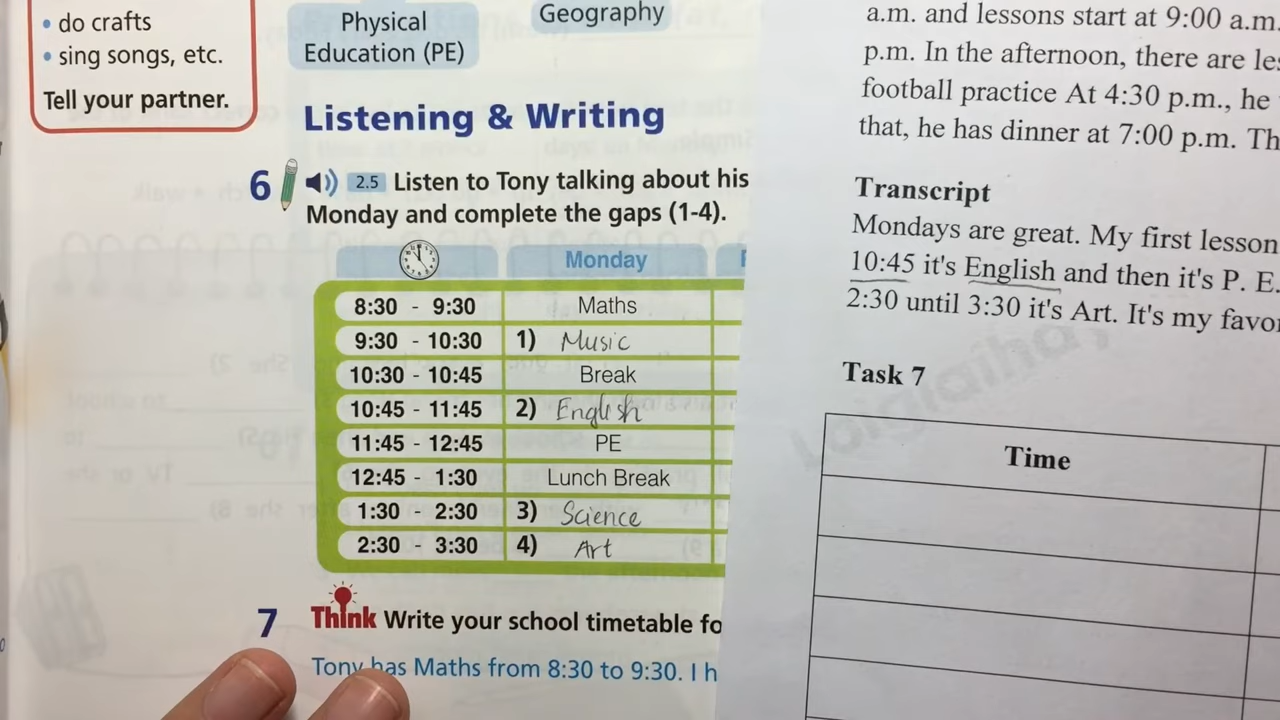 • do crafts
• sing songs, etc.
Tell your partner.
Physical
Education (PE)
Geography
Listening & Writing
6 2.5 Listen to Tony talking about his
Monday and complete the gaps (1-4).
Monday
8:30 - 9:30 Maths
9:30 - 10:30 1) Music
10:30 - 10:45 Break
10:45 - 11:45 2) English
11:45 - 12:45 PE
12:45 - 1:30 Lunch Break
1:30 - 2:30 3) Science
2:30 - 3:30 4) Art
7 Think Write your school timetable fo
Tony has Maths from 8:30 to 9:30. I h
a.m. and lessons start at 9:00 a.m.
p.m. In the afternoon, there are les
football practice At 4:30 p.m., he
that, he has dinner at 7:00 p.m. Th
Transcript
Mondays are great. My first lesson
10:45 it's English and then it's P. E.
2:30 until 3:30 it's Art. It's my favor
Task 7
Time